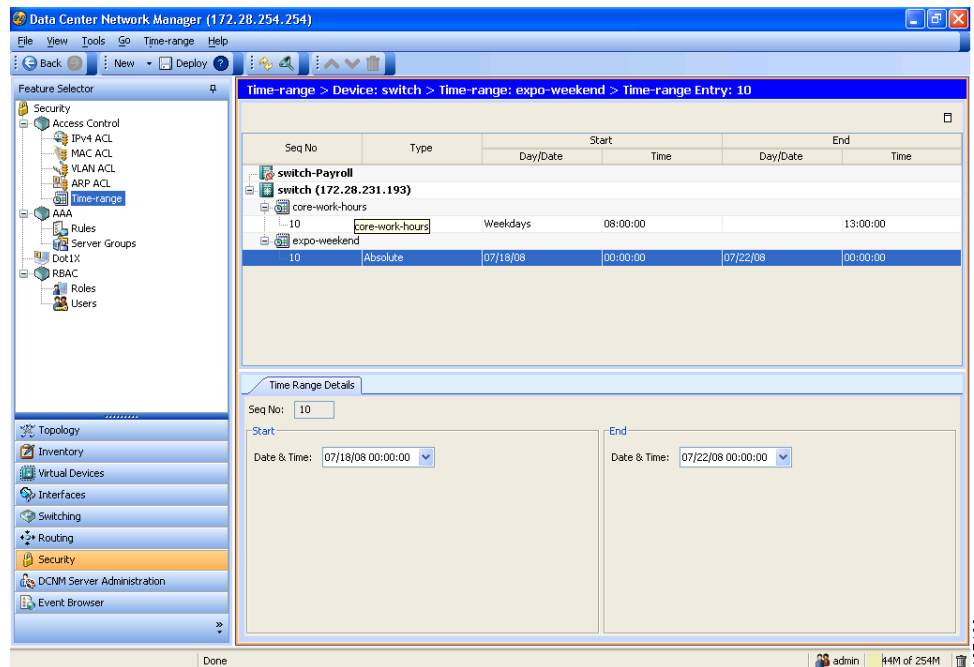 Data Center Network Manager (172.28.254.254)
File View Tools Go Time-range Help
Back New Deploy
Feature Selector
Security
Access Control
IPv4 ACL
MAC ACL
VLAN ACL
ARP ACL
Time-range
AAA
Rules
Server Groups
Dot1X
RBAC
Roles
Users
Topology
Inventory
Virtual Devices
Interfaces
Switching
Routing
Security
DCNM Server Administration
Event Browser
»
Time-range > Device: switch > Time-range: expo-weekend > Time-range Entry: 10
Seq No Type Start End
Day/Date Time Day/Date Time
switch-Payroll
switch (172.28.231.193)
core-work-hours
10 core-work-hours Weekdays 08:00:00 13:00:00
expo-weekend
10 Absolute 07/18/08 00:00:00 07/22/08 00:00:00
Time Range Details
Seq No: 10
Start
Date & Time: 07/18/08 00:00:00
End
Date & Time: 07/22/08 00:00:00
Done admin 44M of 254M